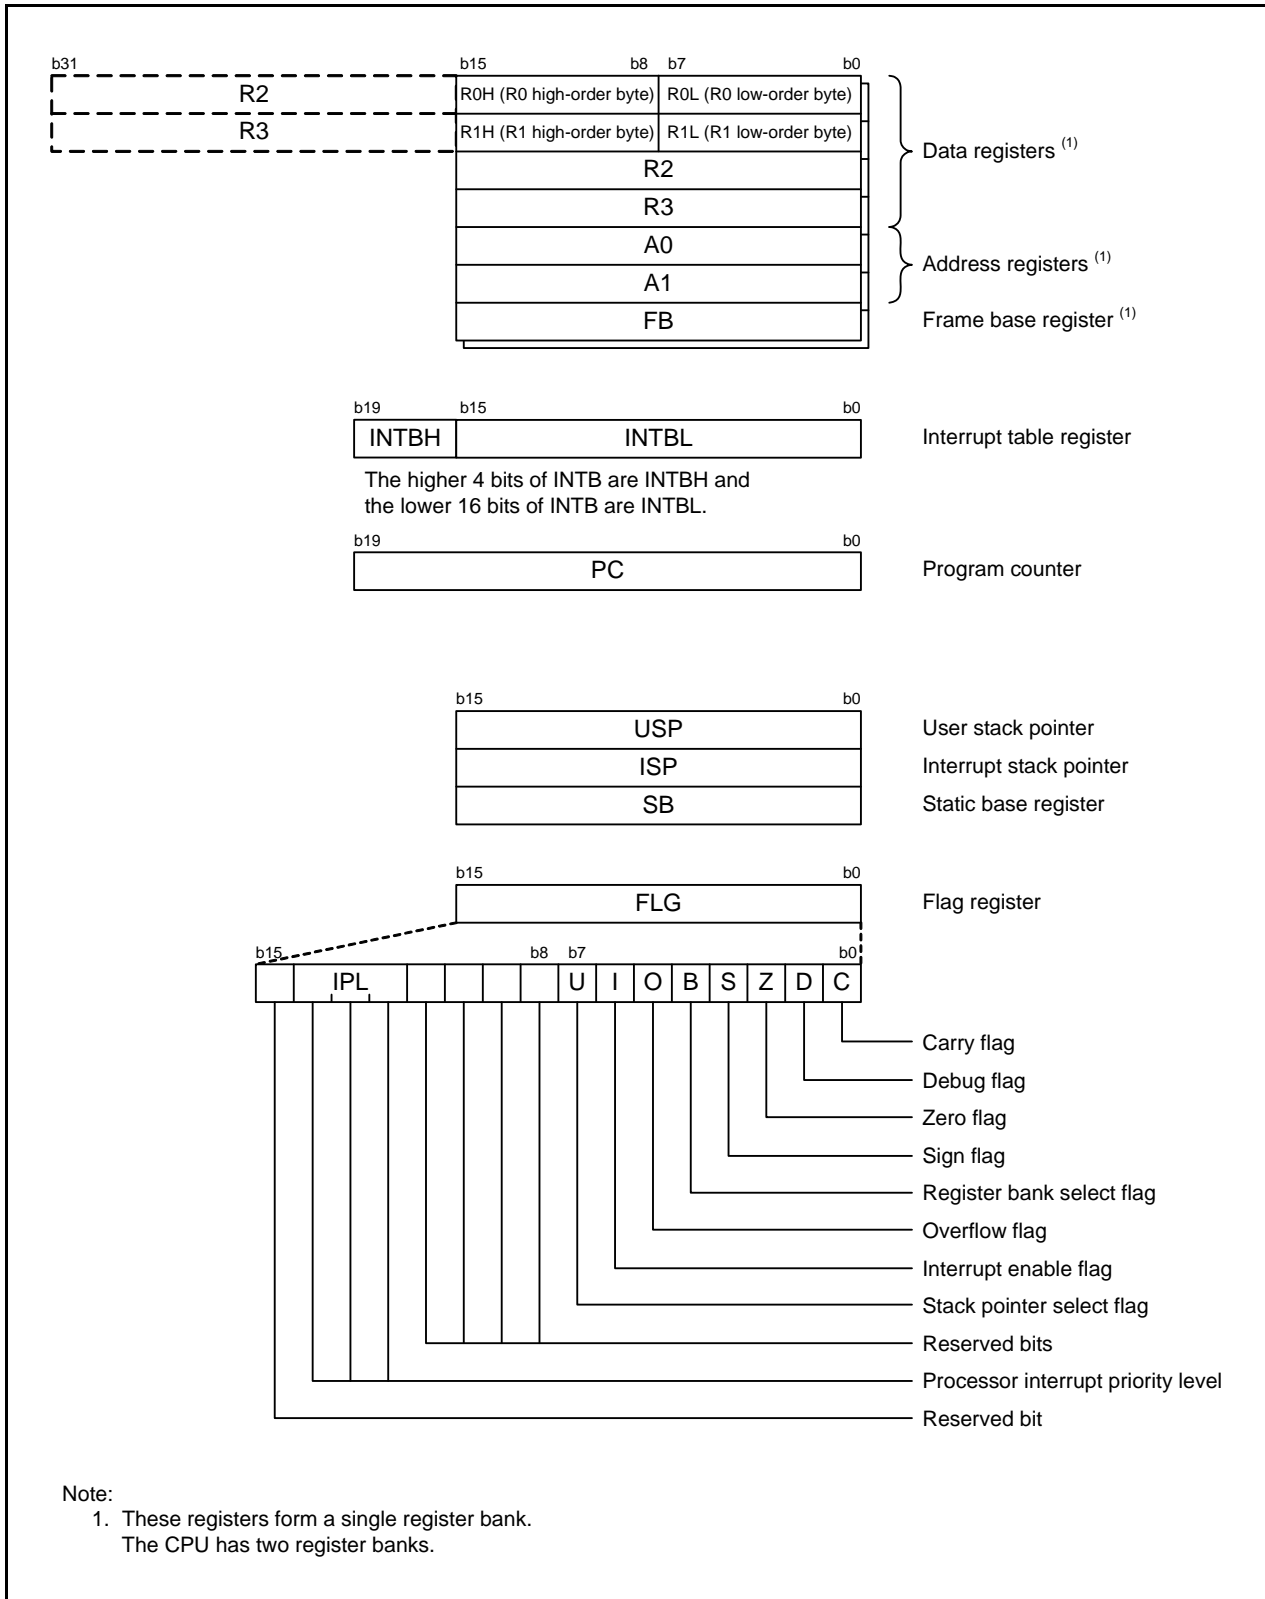 b31 b15 b8 b7 b0
R2 R0H (R0 high-order byte) R0L (R0 low-order byte)
R3 R1H (R1 high-order byte) R1L (R1 low-order byte)
Data registers (1)
R2
R3
A0
Address registers (1)
A1
FB Frame base register (1)
b19 b15 b0
INTBH INTBL Interrupt table register
The higher 4 bits of INTB are INTBH and
the lower 16 bits of INTB are INTBL.
b19 b0
PC Program counter
b15 b0
USP User stack pointer
ISP Interrupt stack pointer
SB Static base register
b15 b0
FLG Flag register
b15 b8 b7 b0
IPL U I O B S Z D C
Carry flag
Debug flag
Zero flag
Sign flag
Register bank select flag
Overflow flag
Interrupt enable flag
Stack pointer select flag
Reserved bits
Processor interrupt priority level
Reserved bit
Note:
1. These registers form a single register bank.
The CPU has two register banks.